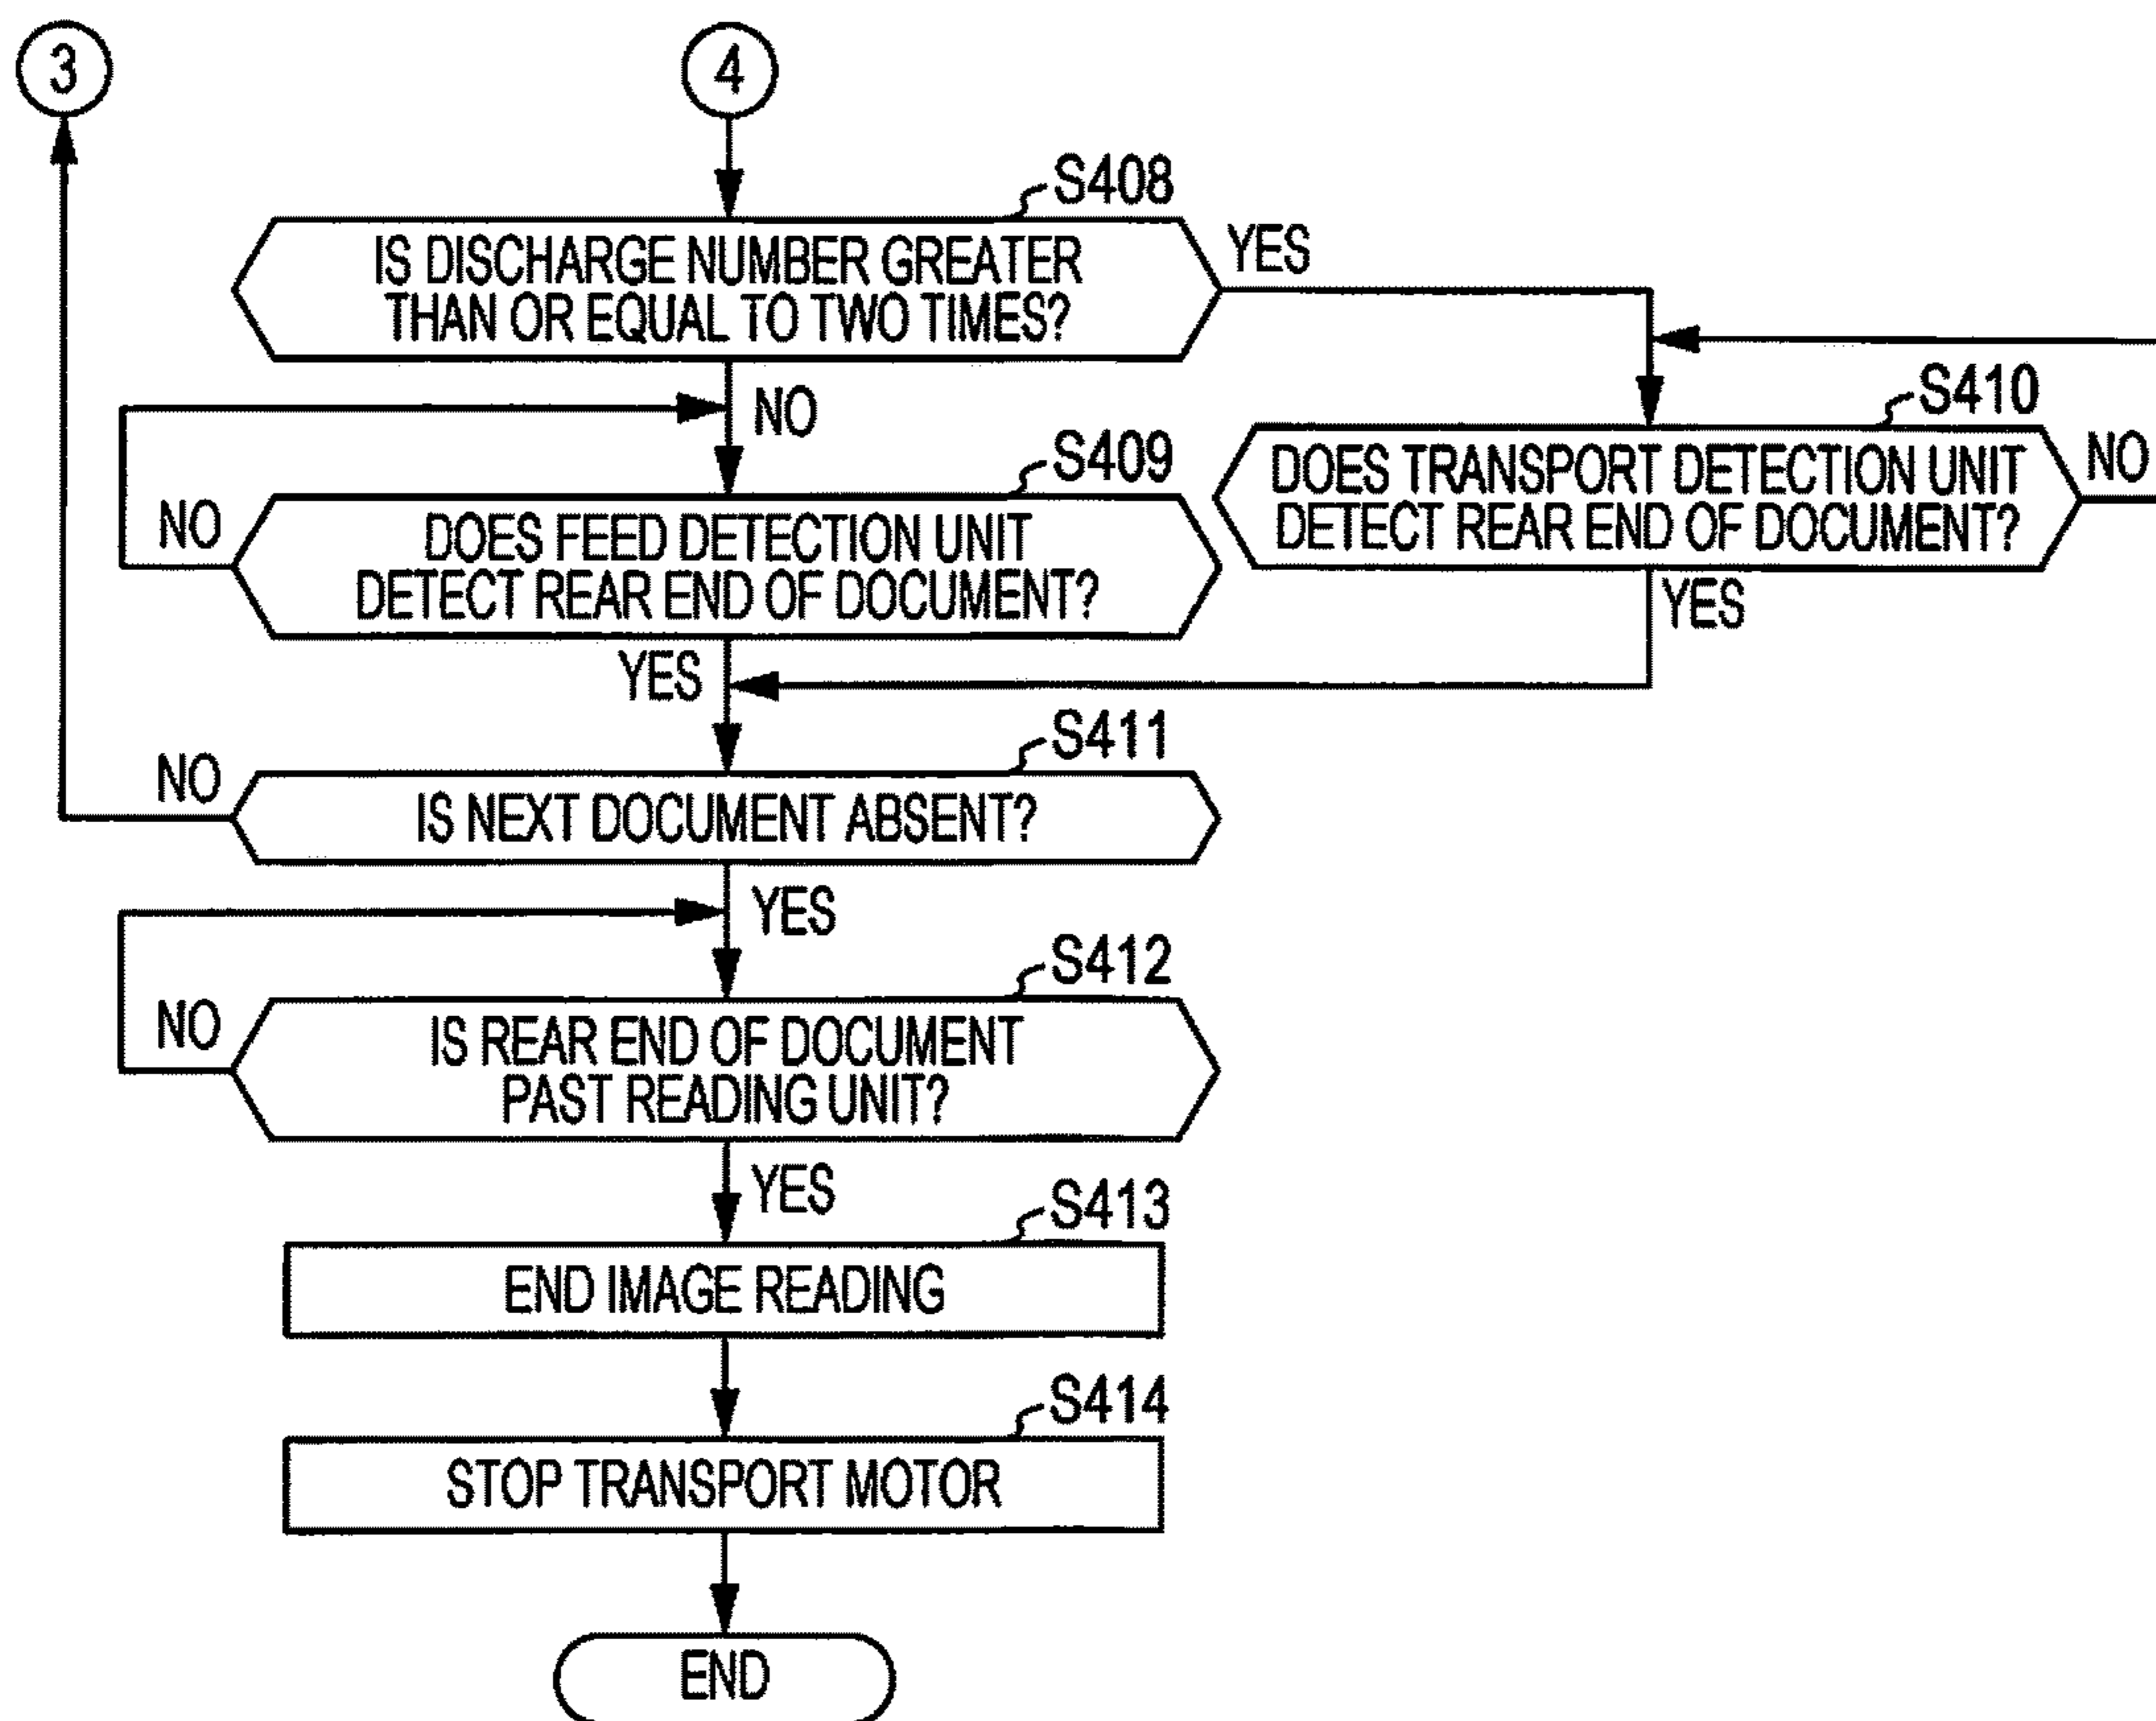 3
4
S408
IS DISCHARGE NUMBER GREATER
THAN OR EQUAL TO TWO TIMES?
YES
NO
S410
DOES TRANSPORT DETECTION UNIT
DETECT REAR END OF DOCUMENT?
NO
YES
S409
NO
DOES FEED DETECTION UNIT
DETECT REAR END OF DOCUMENT?
YES
S411
NO
IS NEXT DOCUMENT ABSENT?
YES
S412
NO
IS REAR END OF DOCUMENT
PAST READING UNIT?
YES
S413
END IMAGE READING
S414
STOP TRANSPORT MOTOR
END